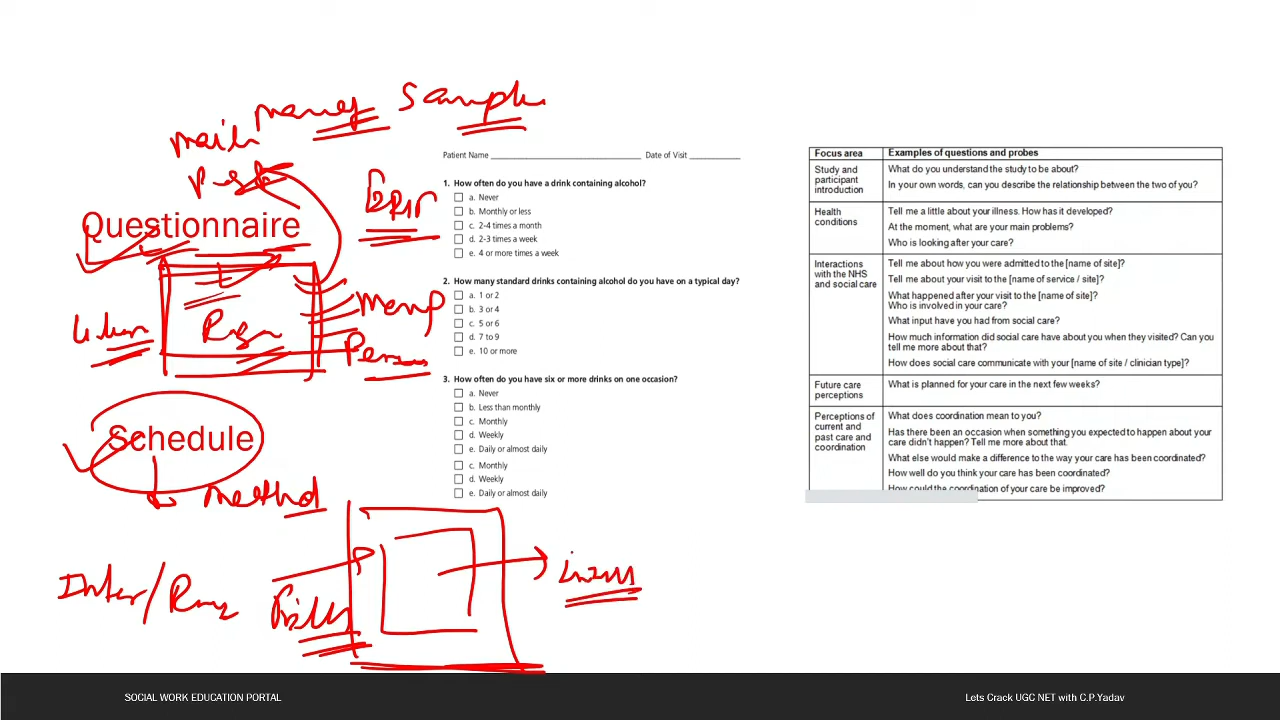 money sample
mail
Questionnaire
Schedule
method
Inter/
Patient Name ____ Date of Visit ____
1. How often do you have a drink containing alcohol?
a. Never
b. Monthly or less
c. 2-4 times a month
d. 2-3 times a week
e. 4 or more times a week
2. How many standard drinks containing alcohol do you have on a typical day?
a. 1 or 2
b. 3 or 4
c. 5 or 6
d. 7 to 9
e. 10 or more
3. How often do you have six or more drinks on one occasion?
a. Never
b. Less than monthly
c. Monthly
d. Weekly
e. Daily or almost daily
c. Monthly
d. Weekly
e. Daily or almost daily
Focus area Examples of questions and probes
Study and participant introduction
What do you understand the study to be about?
In your own words, can you describe the relationship between the two of you?
Health conditions
Tell me a little about your illness. How has it developed?
At the moment, what are your main problems?
Who is looking after your care?
Interactions with the NHS and social care
Tell me about how you were admitted to the [name of site]?
Tell me about your visit to the [name of service / site]?
What happened after your visit to the [name of site]?
Who is involved in your care?
What input have you had from social care?
How much information did social care have about you when they visited? Can you
tell me more about that?
How does social care communicate with your [name of site / clinician type]?
Future care perceptions
What is planned for your care in the next few weeks?
Perceptions of current and past care and coordination
What does coordination mean to you?
Has there been an occasion when something you expected to happen about your
care didn't happen? Tell me more about that.
What else would make a difference to the way your care has been coordinated?
How well do you think your care has been coordinated?
How could the coordination of your care be improved?
SOCIAL WORK EDUCATION PORTAL
Lets Crack UGC NET with C.P.Yadav